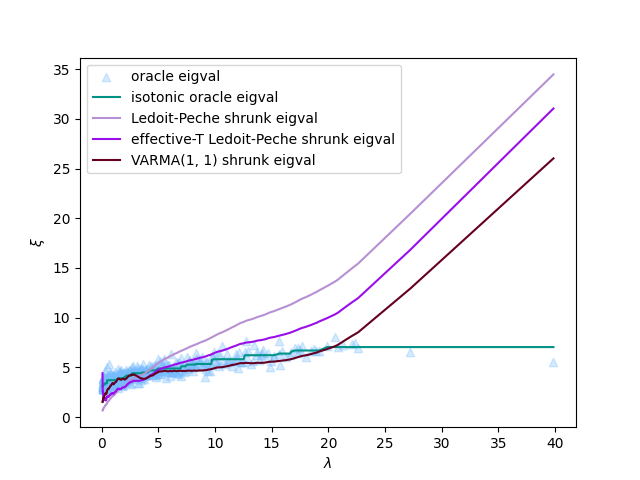 oracle eigval
isotonic oracle eigval
Ledoit-Peche shrunk eigval
effective-T Ledoit-Peche shrunk eigval
VARMA(1, 1) shrunk eigval
35
30
25
20
15
10
5
0
ξ
0 5 10 15 20 25 30 35 40
λ